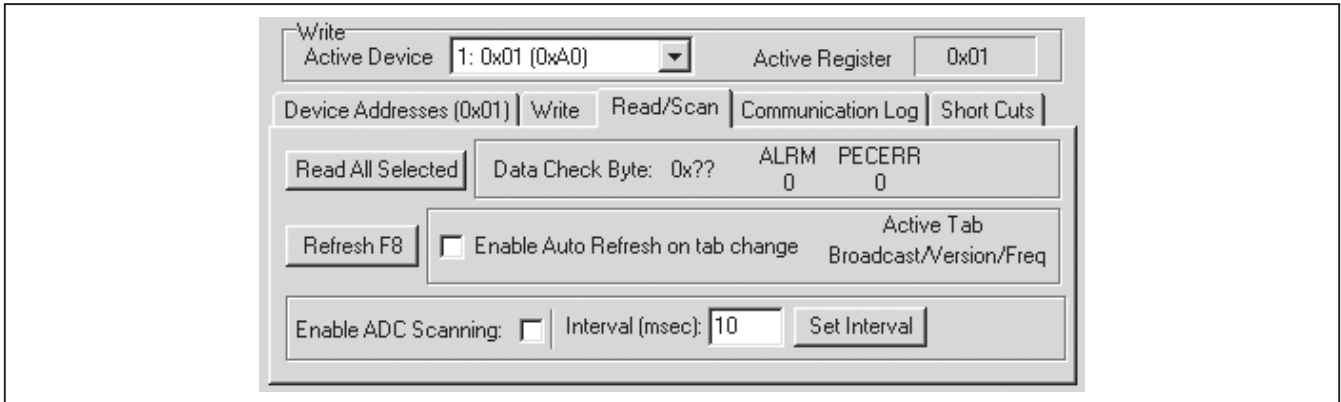 Write
Active Device 1: 0x01 (0xA0) Active Register 0x01
Device Addresses (0x01) Write Read/Scan Communication Log Short Cuts
Read All Selected Data Check Byte: 0x?? ALRM PECERR
0 0
Refresh F8 Enable Auto Refresh on tab change Active Tab
Broadcast/Version/Freq
Enable ADC Scanning: Interval (msec): 10 Set Interval